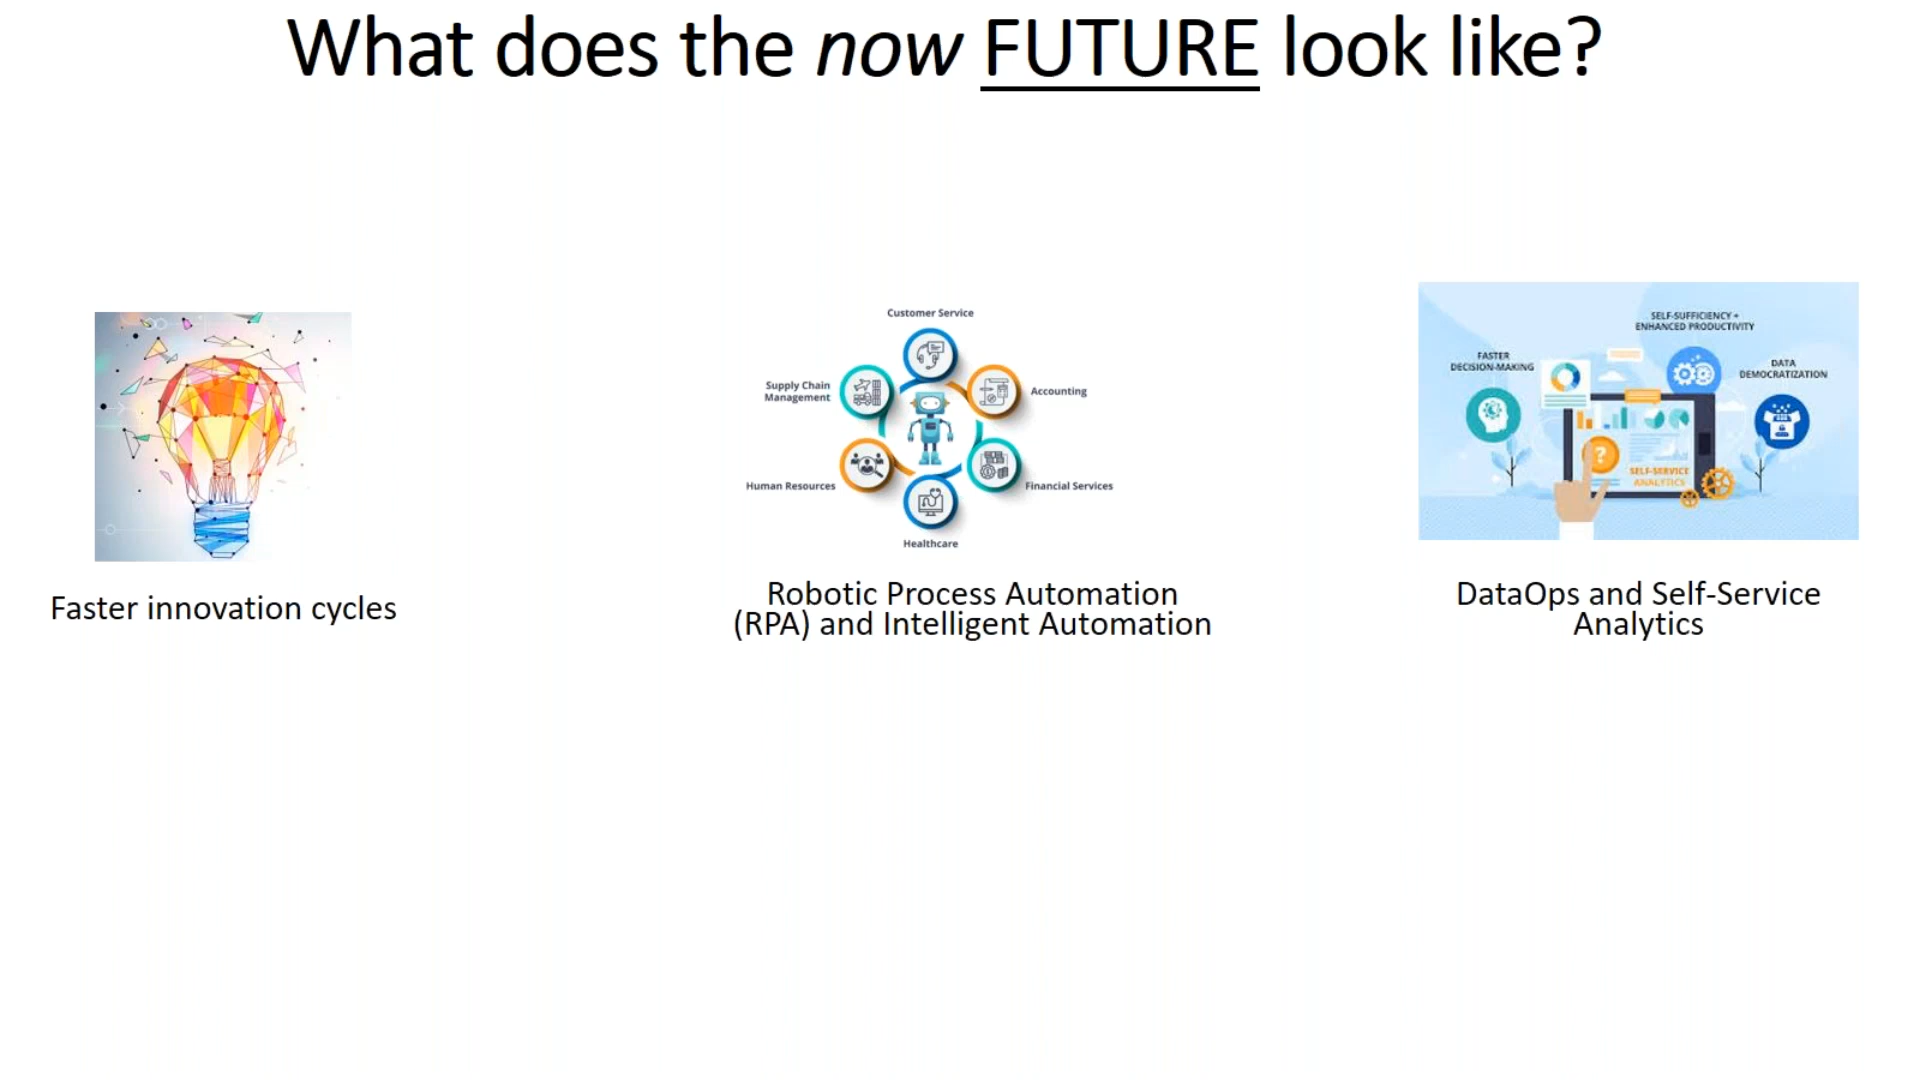 What does the now FUTURE look like?
Customer Service
Supply Chain
Management
Accounting
Human Resources
Financial Services
Healthcare
SELF-SUFFICIENCY +
ENHANCED PRODUCTIVITY
FASTER
DECISION-MAKING
DATA
DEMOCRATIZATION
?
SELF-SERVICE
ANALYTICS
Faster innovation cycles
Robotic Process Automation
(RPA) and Intelligent Automation
DataOps and Self-Service
Analytics